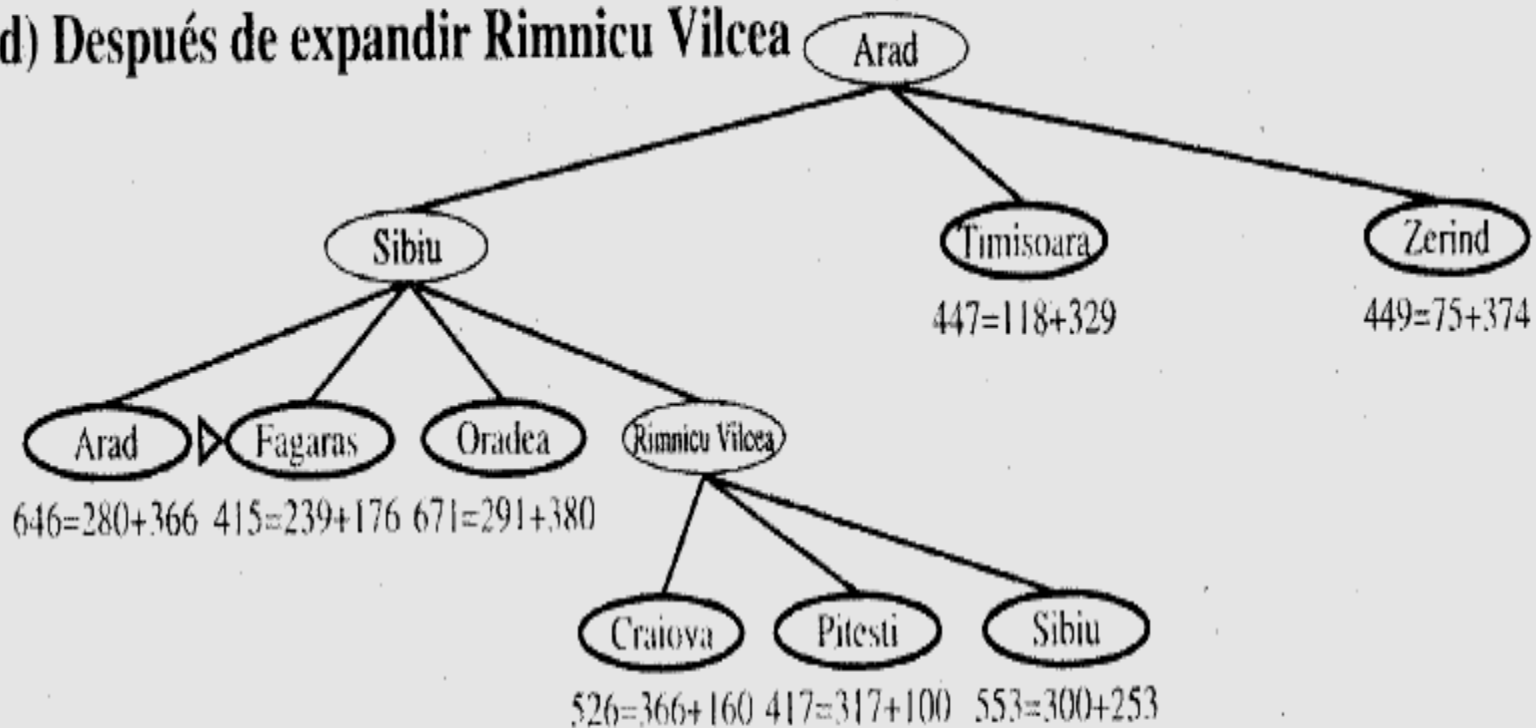 d) Después de expandir Rimnicu Vilcea
Arad
Sibiu
Timisoara
Zerind
447=118+329
449=75+374
Arad
Fagaras
Oradea
Rimnicu Vilcea
646=280+366
415=239+176
671=291+380
Craiova
Pitesti
Sibiu
526=366+160
417=317+100
553=300+253